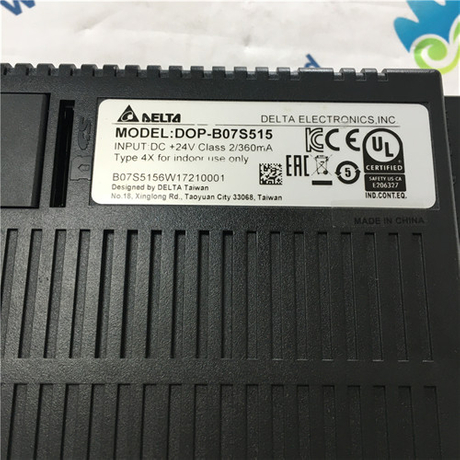 DELTA
DELTA ELECTRONICS,INC
MODEL:DOP-B07S515
INPUT:DC +24V Class 2/360mA
Type 4X for indoor use only
B07S5156W17210001
Designed by DELTA Taiwan
No.18, Xinglong Rd., Taoyuan City 33068, Taiwan
EAC
5
UL
CERTIFIED
SAFETY
US CA
E206327
IND.CONT.EQ.
MADE IN CHINA